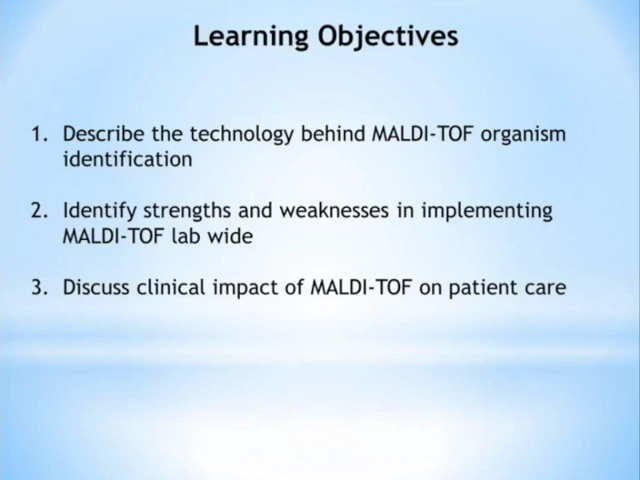 Learning Objectives
1. Describe the technology behind MALDI-TOF organism
identification
2. Identify strengths and weaknesses in implementing
MALDI-TOF lab wide
3. Discuss clinical impact of MALDI-TOF on patient care